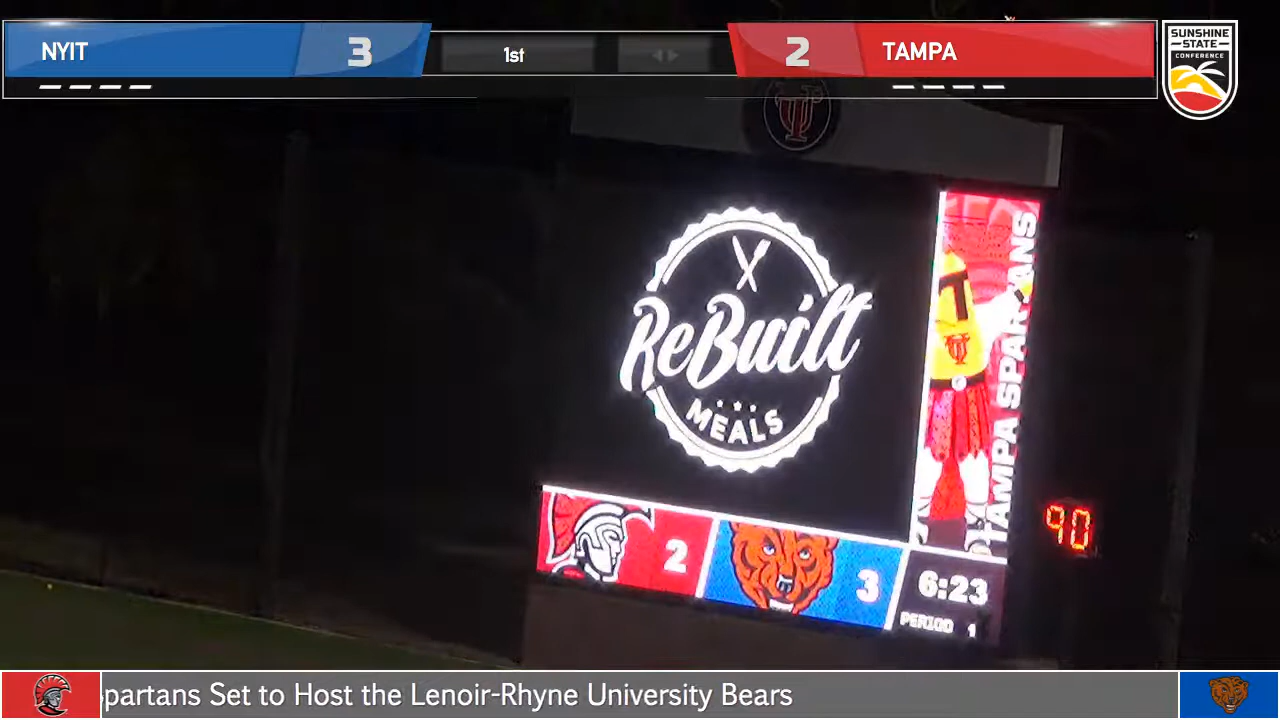 NYIT 3 1st 2 TAMPA
SUNSHINE
STATE
CONFERENCE
UT
ReBuilt
MEALS
TAMPA SPARTANS
90
2 3 6:23
PERIOD 1
partans Set to Host the Lenoir-Rhyne University Bears